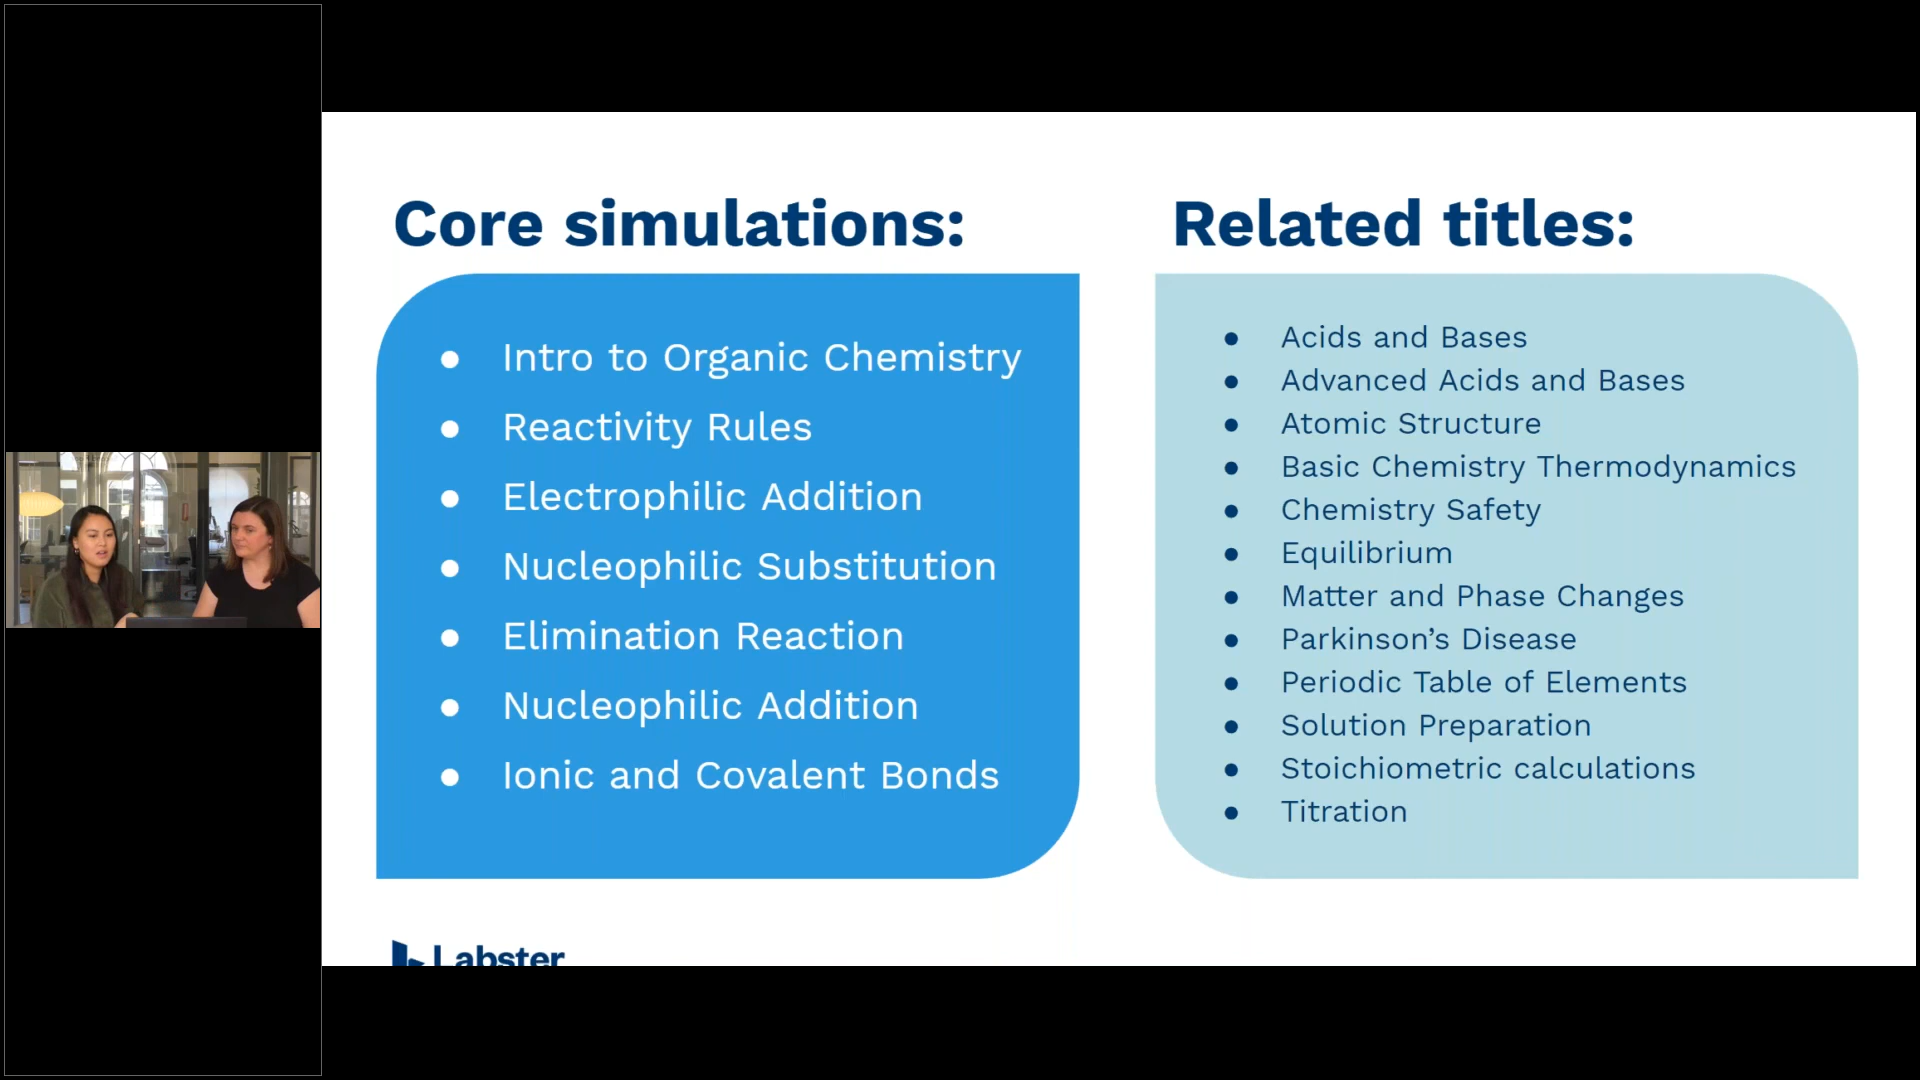 Core simulations:
Intro to Organic Chemistry
Reactivity Rules
Electrophilic Addition
Nucleophilic Substitution
Elimination Reaction
Nucleophilic Addition
Ionic and Covalent Bonds
Related titles:
Acids and Bases
Advanced Acids and Bases
Atomic Structure
Basic Chemistry Thermodynamics
Chemistry Safety
Equilibrium
Matter and Phase Changes
Parkinson’s Disease
Periodic Table of Elements
Solution Preparation
Stoichiometric calculations
Titration
Labster